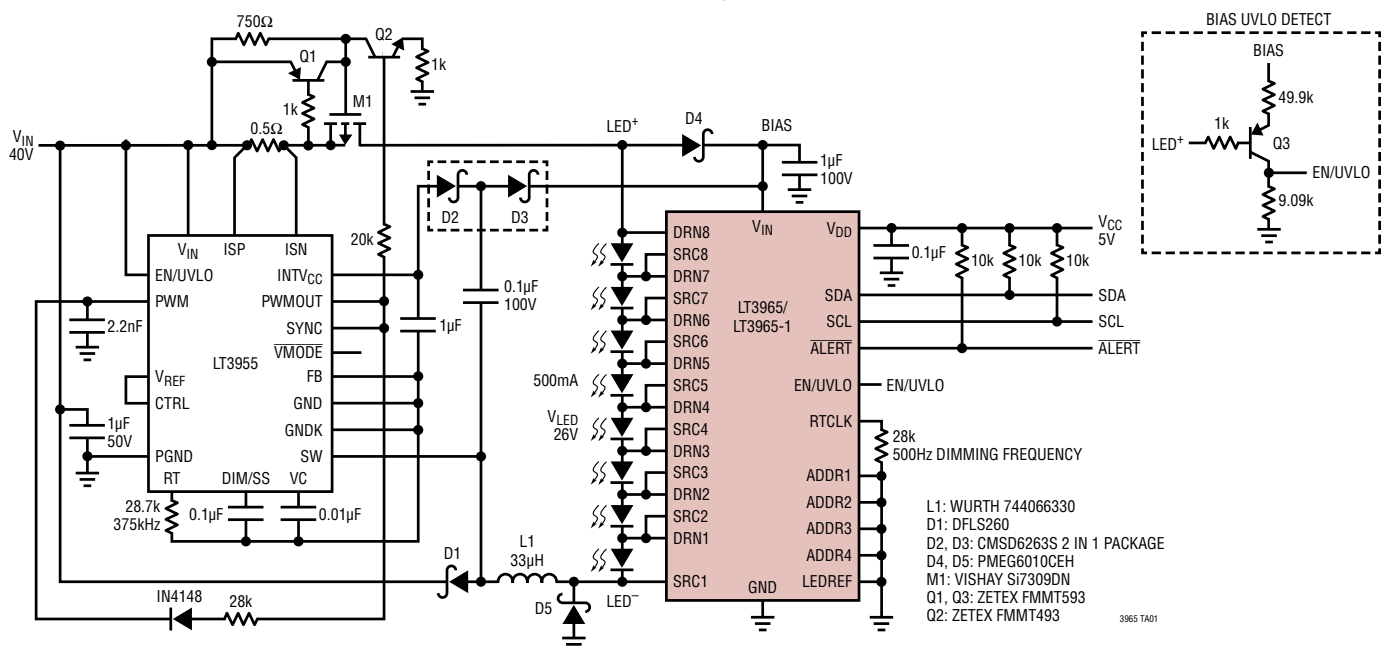 750Ω
Q2
Q1
1k
1k
M1
0.5Ω
VIN
40V
LED+
D4
BIAS
1µF
100V
D2
D3
20k
VIN
ISP
ISN
EN/UVLO
PWM
VREF
CTRL
PGND
RT
DIM/SS
VC
INTVCC
PWMOUT
SYNC
VMODE
FB
GND
GNDK
SW
LT3955
2.2nF
1µF
50V
28.7k
375kHz
0.1µF
0.01µF
1µF
0.1µF
100V
IN4148
28k
D1
L1
33µH
D5
LED–
500mA
VLED
26V
DRN8
SRC8
DRN7
SRC7
DRN6
SRC6
DRN5
SRC5
DRN4
SRC4
DRN3
SRC3
DRN2
SRC2
DRN1
SRC1
VIN
VDD
LT3965/
LT3965-1
SDA
SCL
ALERT
EN/UVLO
RTCLK
ADDR1
ADDR2
ADDR3
ADDR4
LEDREF
GND
0.1µF
10k
10k
10k
VCC
5V
SDA
SCL
ALERT
EN/UVLO
28k
500Hz DIMMING FREQUENCY
BIAS UVLO DETECT
BIAS
49.9k
1k
LED+
Q3
EN/UVLO
9.09k
L1: WURTH 744066330
D1: DFLS260
D2, D3: CMSD6263S 2 IN 1 PACKAGE
D4, D5: PMEG6010CEH
M1: VISHAY Si7309DN
Q1, Q3: ZETEX FMMT593
Q2: ZETEX FMMT493
3965 TA01